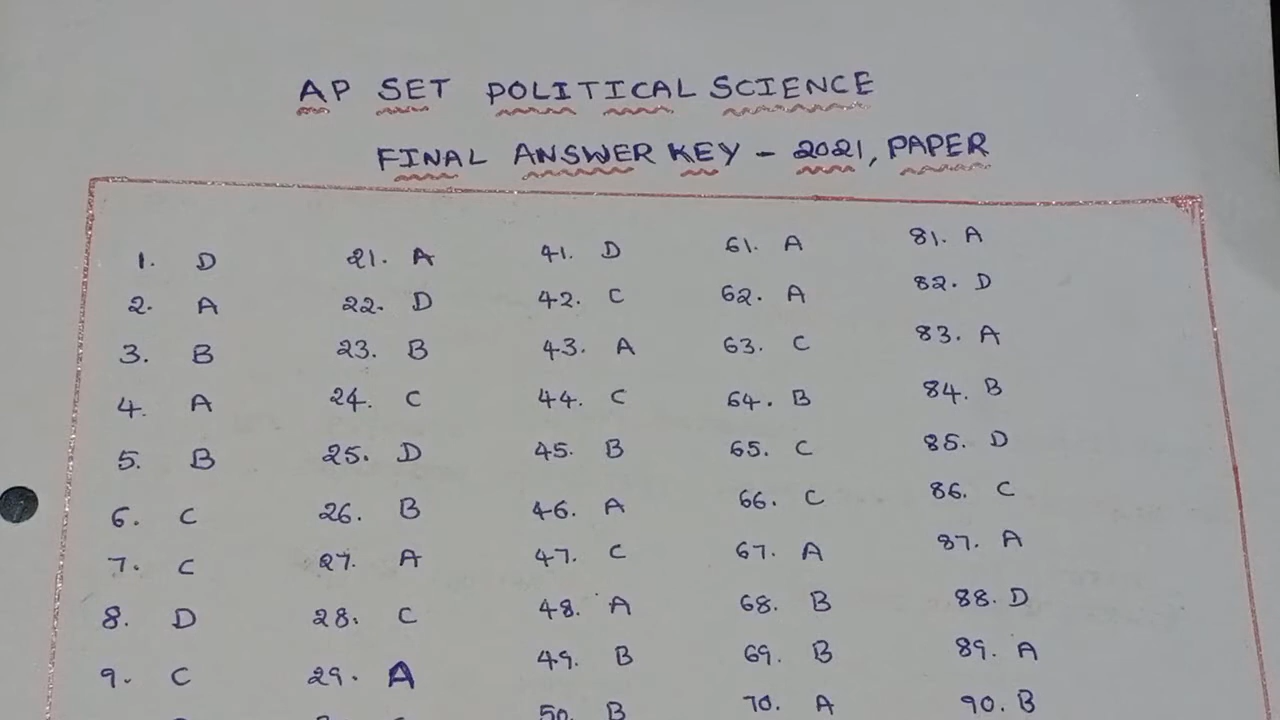 AP SET POLITICAL SCIENCE
FINAL ANSWER KEY - 2021, PAPER
1. D 21. A 41. D 61. A 81. A
2. A 22. D 42. C 62. A 82. D
3. B 23. B 43. A 63. C 83. A
4. A 24. C 44. C 64. B 84. B
5. B 25. D 45. B 65. C 85. D
6. C 26. B 46. A 66. C 86. C
7. C 27. A 47. C 67. A 87. A
8. D 28. C 48. A 68. B 88. D
9. C 29. A 49. B 69. B 89. A
50. B 70. A 90. B